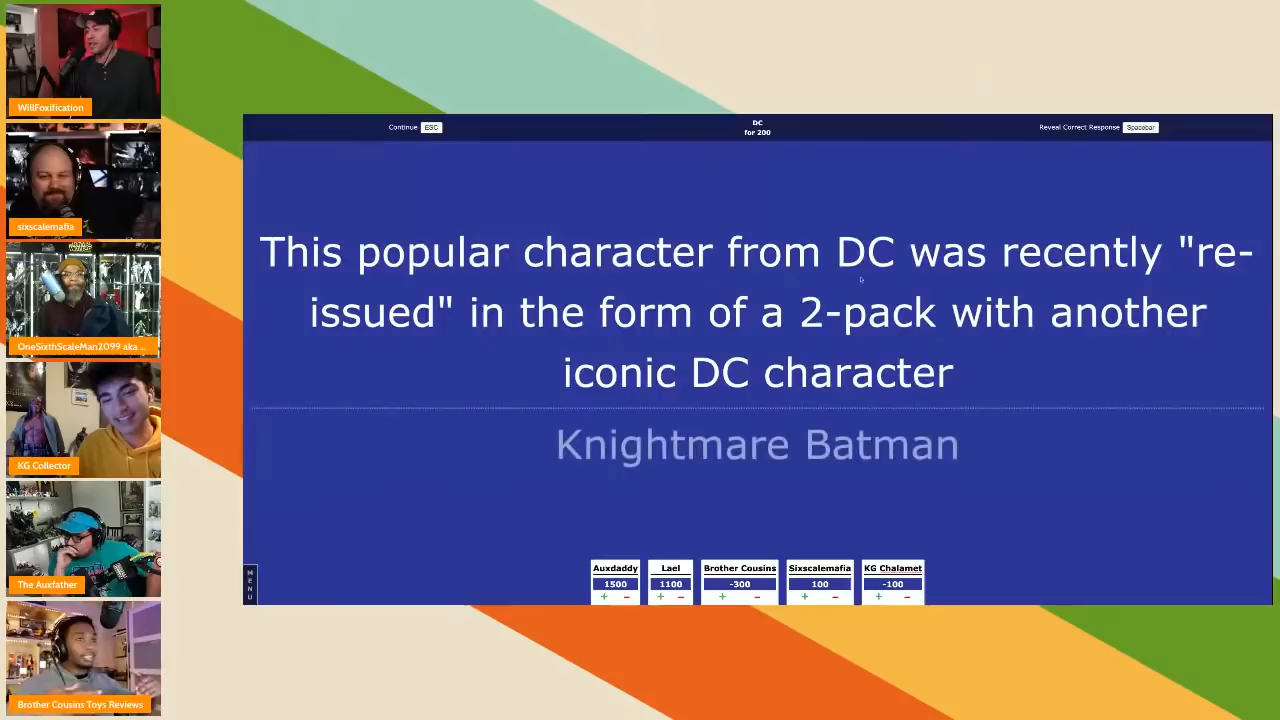 WillFoxification
sixscalemafia
OneSixthScaleMan2099 aka ...
KG Collector
The Auxfather
Brother Cousins Toys Reviews
Continue ESC
DC
for 200
Reveal Correct Response Spacebar
This popular character from DC was recently "re-
issued" in the form of a 2-pack with another
iconic DC character
Knightmare Batman
MENU
Auxdaddy Lael Brother Cousins Sixscalemafia KG Chalamet
1500 1100 -300 100 -100
+ − + − + − + − + −